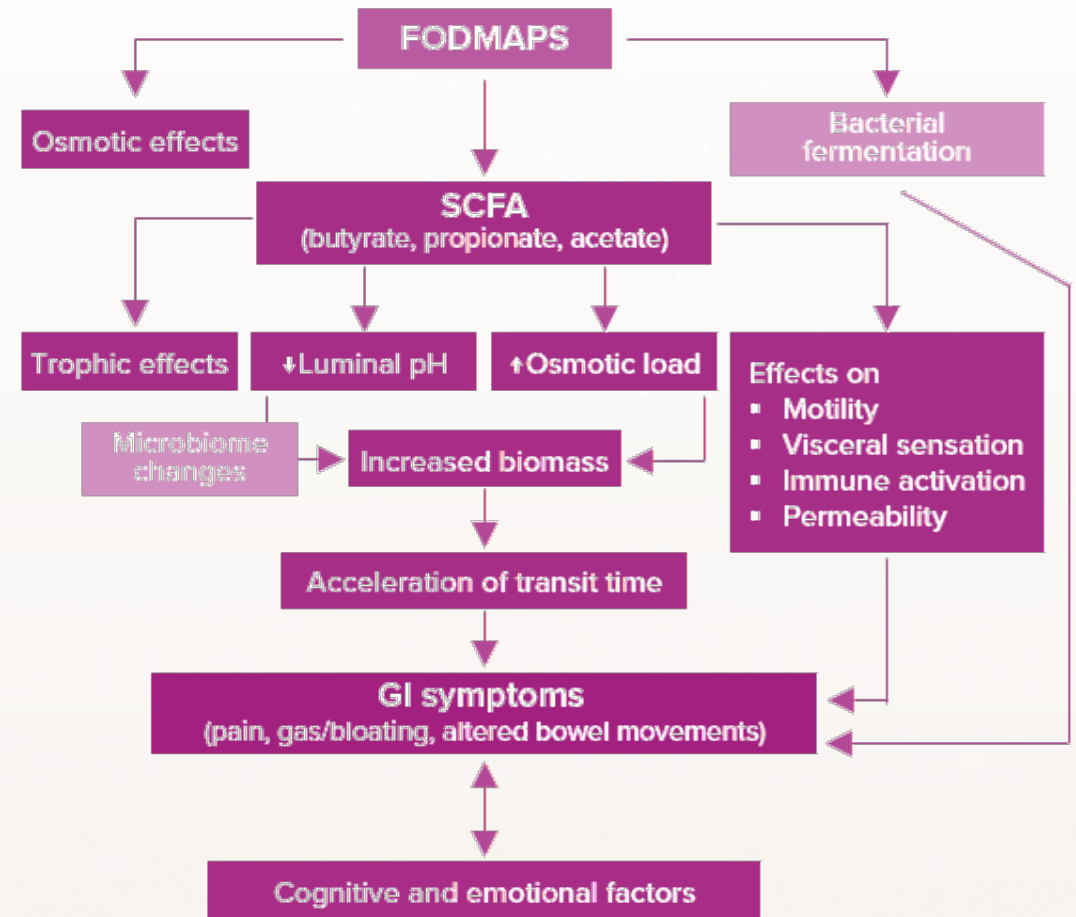 FODMAPS
Osmotic effects
Bacterial
fermentation
SCFA
(butyrate, propionate, acetate)
Trophic effects
↓Luminal pH
↑Osmotic load
Effects on
▪ Motility
▪ Visceral sensation
▪ Immune activation
▪ Permeability
Microbiome
changes
Increased biomass
Acceleration of transit time
GI symptoms
(pain, gas/bloating, altered bowel movements)
Cognitive and emotional factors